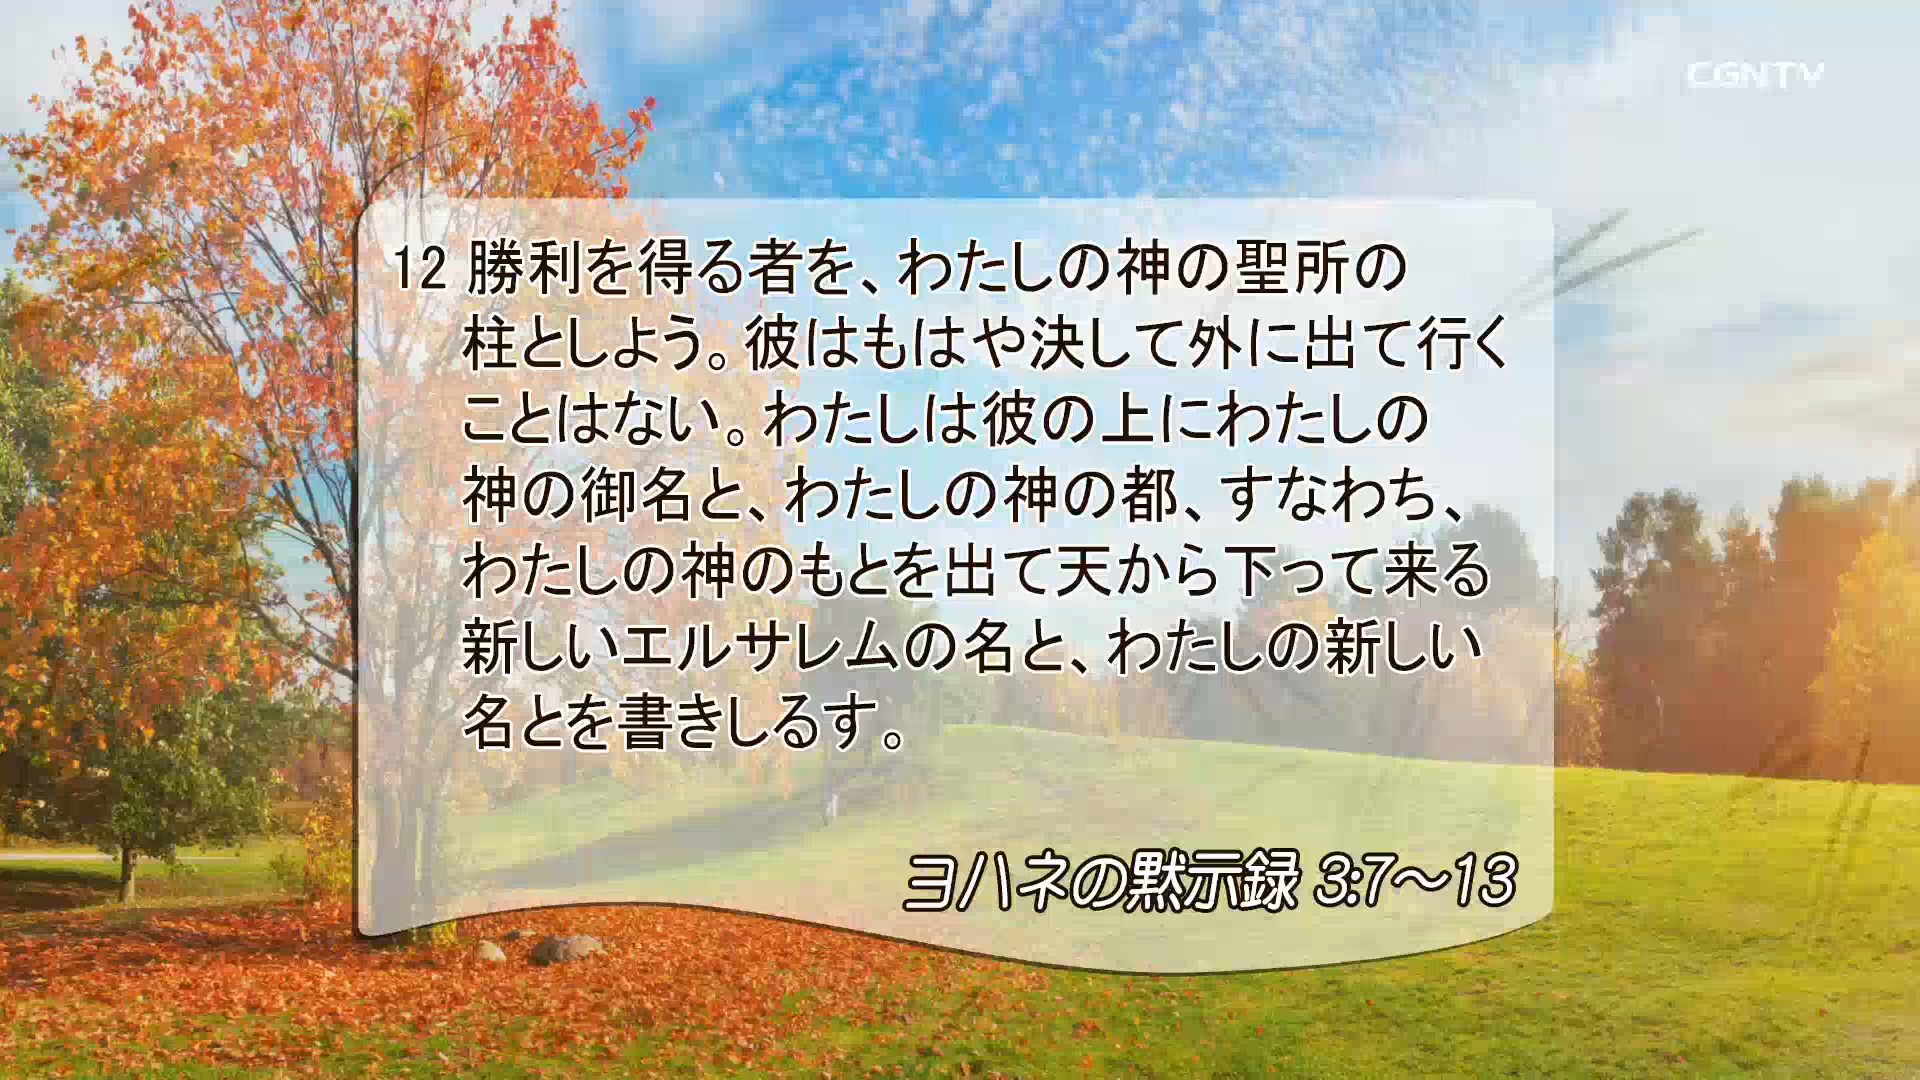 CGNTV
12 勝利を得る者を、わたしの神の聖所の
柱としよう。彼はもはや決して外に出て行く
ことはない。わたしは彼の上にわたしの
神の御名と、わたしの神の都、すなわち、
わたしの神のもとを出て天から下って来る
新しいエルサレムの名と、わたしの新しい
名とを書きしるす。
ヨハネの黙示録 3:7〜13